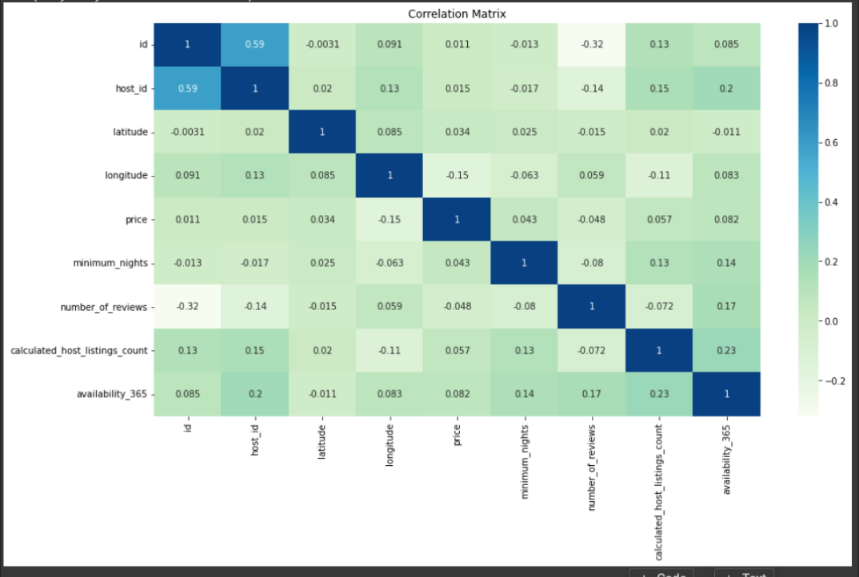 Correlation Matrix
id 1 0.59 -0.0031 0.091 0.011 -0.013 -0.32 0.13 0.085
host_id 0.59 1 0.02 0.13 0.015 -0.017 -0.14 0.15 0.2
latitude -0.0031 0.02 1 0.085 0.034 0.025 -0.015 0.02 -0.011
longitude 0.091 0.13 0.085 1 -0.15 -0.063 0.059 -0.11 0.083
price 0.011 0.015 0.034 -0.15 1 0.043 -0.048 0.057 0.082
minimum_nights -0.013 -0.017 0.025 -0.063 0.043 1 -0.08 0.13 0.14
number_of_reviews -0.32 -0.14 -0.015 0.059 -0.048 -0.08 1 -0.072 0.17
calculated_host_listings_count 0.13 0.15 0.02 -0.11 0.057 0.13 -0.072 1 0.23
availability_365 0.085 0.2 -0.011 0.083 0.082 0.14 0.17 0.23 1
id
host_id
latitude
longitude
price
minimum_nights
number_of_reviews
calculated_host_listings_count
availability_365
1.0
0.8
0.6
0.4
0.2
0.0
−0.2